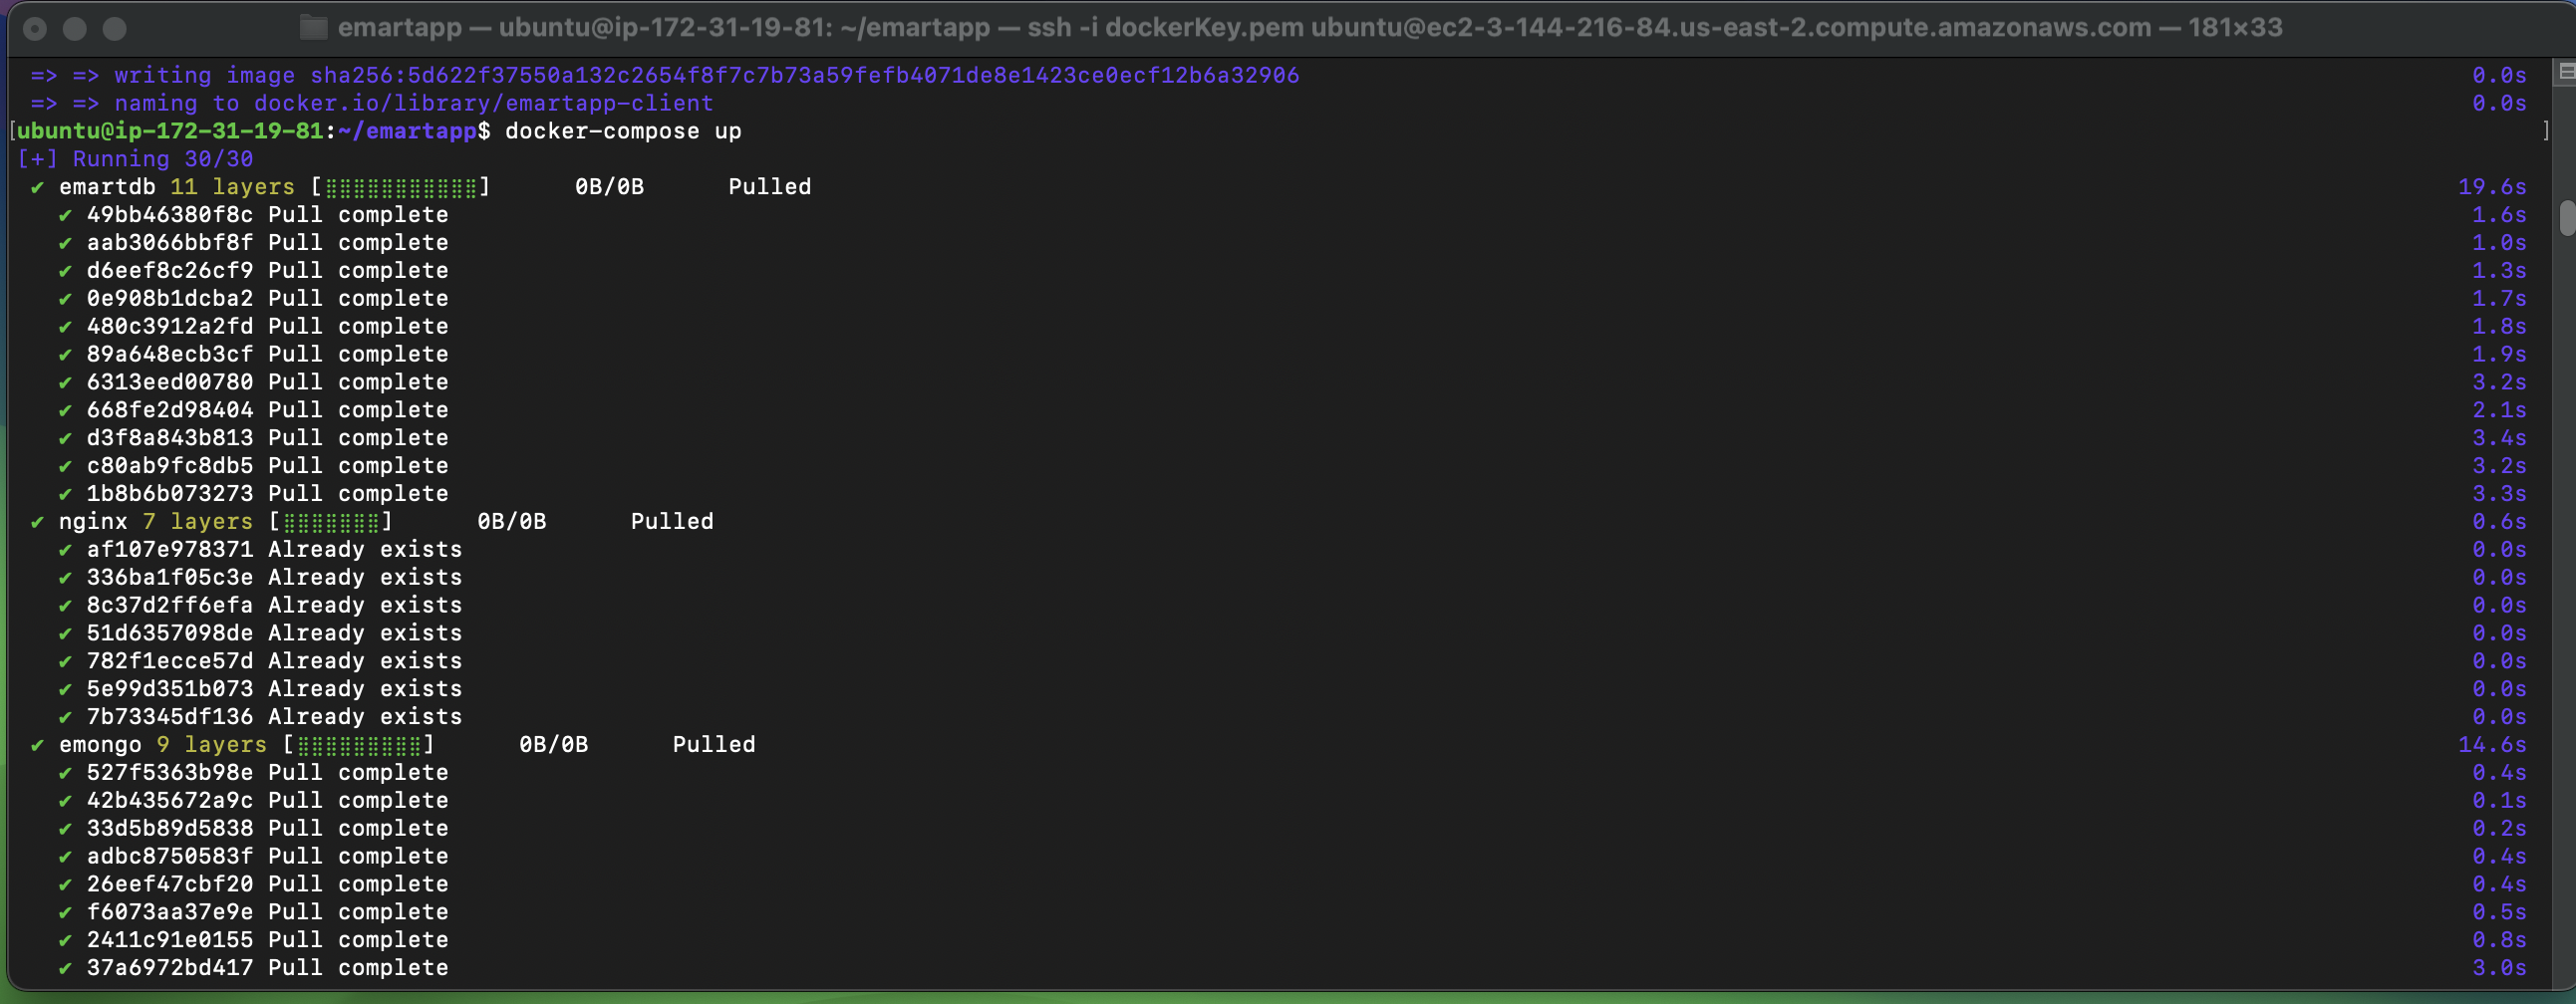 emartapp — ubuntu@ip-172-31-19-81: ~/emartapp — ssh -i dockerKey.pem ubuntu@ec2-3-144-216-84.us-east-2.compute.amazonaws.com — 181×33
=> => writing image sha256:5d622f37550a132c2654f8f7c7b73a59fefb4071de8e1423ce0ecf12b6a32906 0.0s
=> => naming to docker.io/library/emartapp-client 0.0s
[ubuntu@ip-172-31-19-81:~/emartapp$ docker-compose up ]
[+] Running 30/30
✔ emartdb 11 layers [⣿⣿⣿⣿⣿⣿⣿⣿⣿⣿⣿] 0B/0B Pulled 19.6s
✔ 49bb46380f8c Pull complete 1.6s
✔ aab3066bbf8f Pull complete 1.0s
✔ d6eef8c26cf9 Pull complete 1.3s
✔ 0e908b1dcba2 Pull complete 1.7s
✔ 480c3912a2fd Pull complete 1.8s
✔ 89a648ecb3cf Pull complete 1.9s
✔ 6313eed00780 Pull complete 3.2s
✔ 668fe2d98404 Pull complete 2.1s
✔ d3f8a843b813 Pull complete 3.4s
✔ c80ab9fc8db5 Pull complete 3.2s
✔ 1b8b6b073273 Pull complete 3.3s
✔ nginx 7 layers [⣿⣿⣿⣿⣿⣿⣿] 0B/0B Pulled 0.6s
✔ af107e978371 Already exists 0.0s
✔ 336ba1f05c3e Already exists 0.0s
✔ 8c37d2ff6efa Already exists 0.0s
✔ 51d6357098de Already exists 0.0s
✔ 782f1ecce57d Already exists 0.0s
✔ 5e99d351b073 Already exists 0.0s
✔ 7b73345df136 Already exists 0.0s
✔ emongo 9 layers [⣿⣿⣿⣿⣿⣿⣿⣿⣿] 0B/0B Pulled 14.6s
✔ 527f5363b98e Pull complete 0.4s
✔ 42b435672a9c Pull complete 0.1s
✔ 33d5b89d5838 Pull complete 0.2s
✔ adbc8750583f Pull complete 0.4s
✔ 26eef47cbf20 Pull complete 0.4s
✔ f6073aa37e9e Pull complete 0.5s
✔ 2411c91e0155 Pull complete 0.8s
✔ 37a6972bd417 Pull complete 3.0s